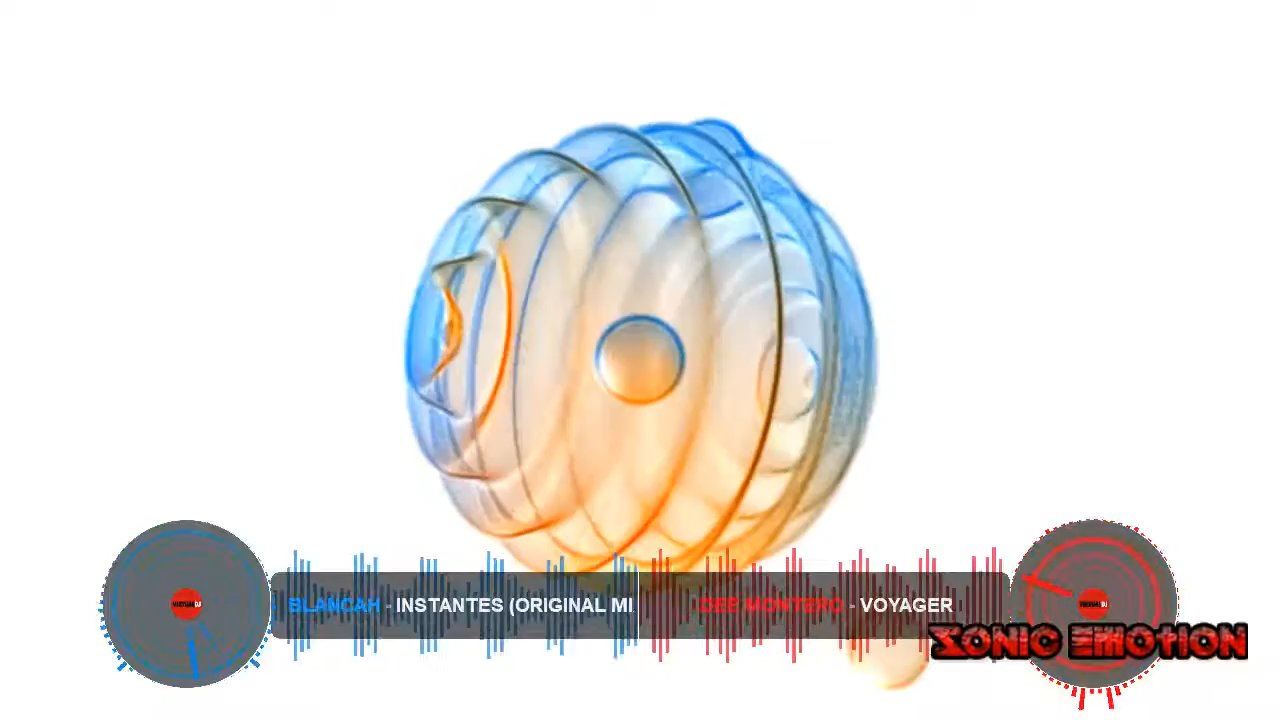 BLANCAH - INSTANTES (ORIGINAL MI
DEE MONTERO - VOYAGER
SONIC EMOTION